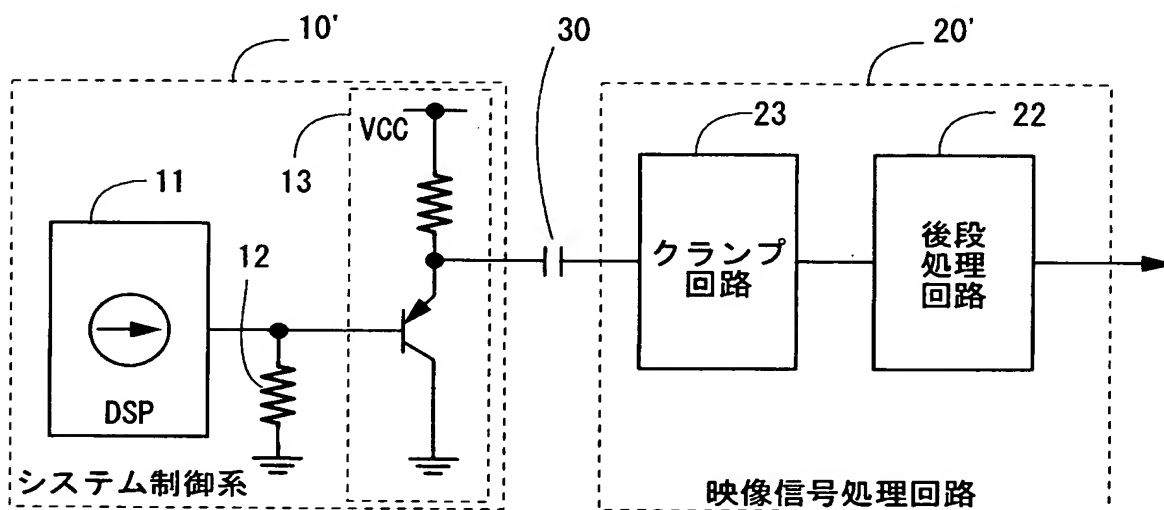 10'
30
20'
VCC
23
22
11
13
12
クランプ
回路
後段
処理
回路
DSP
システム制御系
映像信号処理回路